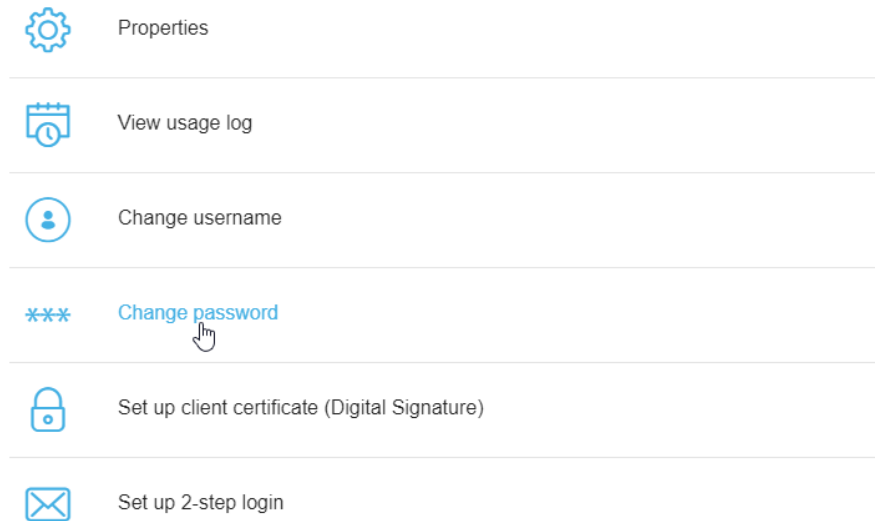 Properties
View usage log
Change username
Change password
Set up client certificate (Digital Signature)
Set up 2-step login